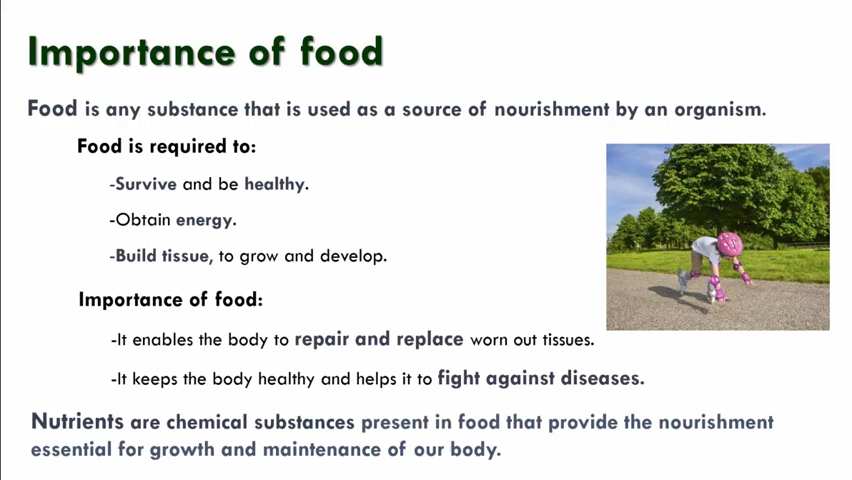 Importance of food
Food is any substance that is used as a source of nourishment by an organism.
Food is required to:
-Survive and be healthy.
-Obtain energy.
-Build tissue, to grow and develop.
Importance of food:
-It enables the body to repair and replace worn out tissues.
-It keeps the body healthy and helps it to fight against diseases.
Nutrients are chemical substances present in food that provide the nourishment
essential for growth and maintenance of our body.